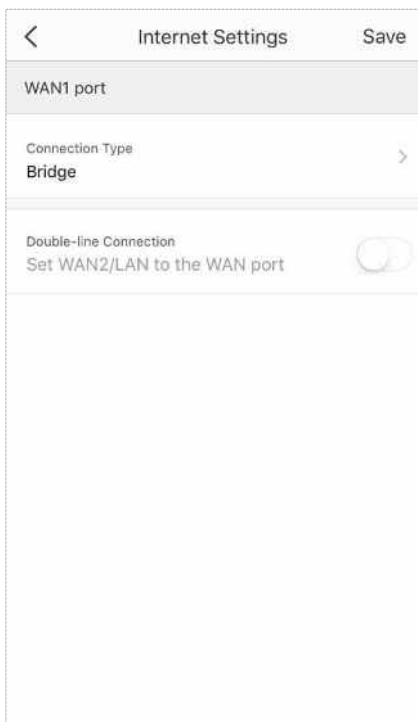 Internet Settings Save
WAN1 port
Connection Type
Bridge
Double-line Connection
Set WAN2/LAN to the WAN port